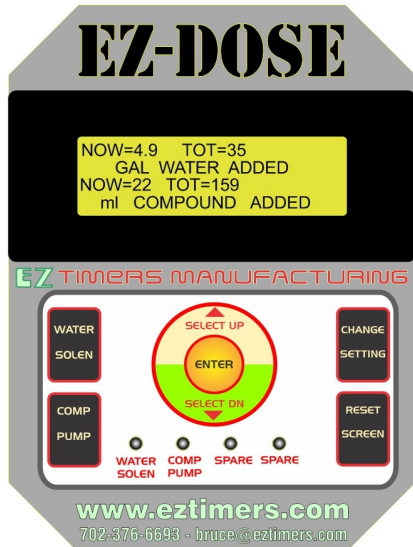 EZ-DOSE
NOW=4.9 TOT=35
GAL WATER ADDED
NOW=22 TOT=159
ml COMPOUND ADDED
EZ TIMERS MANUFACTURING
WATER
SOLEN
COMP
PUMP
SELECT UP
ENTER
SELECT DN
CHANGE
SETTING
RESET
SCREEN
WATER
SOLEN
COMP
PUMP
SPARE
SPARE
www.eztimers.com
702-376-6693 - bruce@eztimers.com